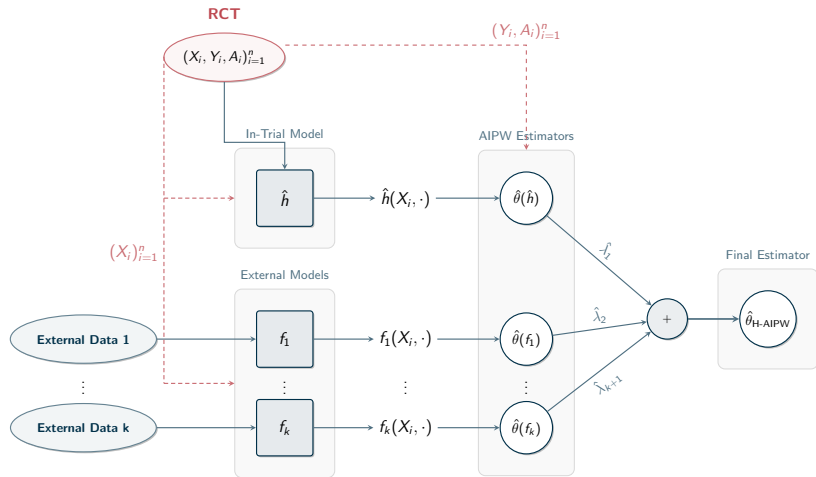 RCT
(X_i, Y_i, A_i)_{i=1}^n
(Y_i, A_i)_{i=1}^n
In-Trial Model
AIPW Estimators
ĥ
ĥ(X_i, ·)
θ̂(ĥ)
λ̂_1
(X_i)_{i=1}^n
External Models
Final Estimator
External Data 1
f_1
f_1(X_i, ·)
θ̂(f_1)
λ̂_2
+
θ̂_{H-AIPW}
⋮
⋮
⋮
⋮
λ̂_{k+1}
External Data k
f_k
f_k(X_i, ·)
θ̂(f_k)